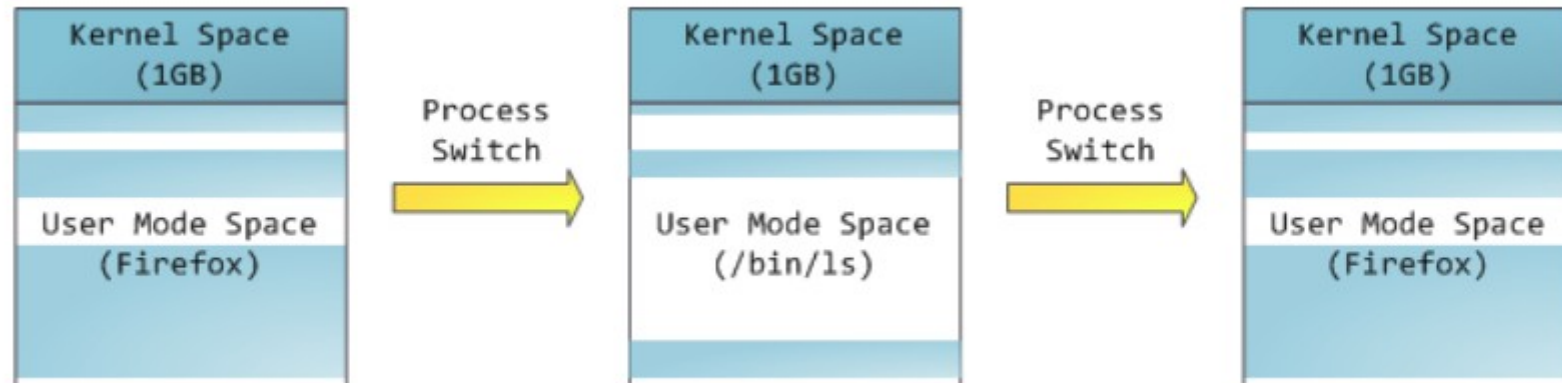 Kernel Space
(1GB)
User Mode Space
(Firefox)
Process
Switch
Kernel Space
(1GB)
User Mode Space
(/bin/ls)
Process
Switch
Kernel Space
(1GB)
User Mode Space
(Firefox)